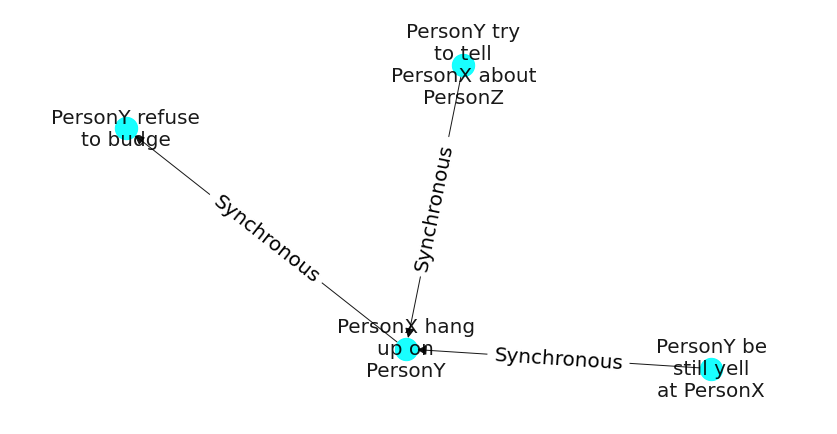 PersonY try
to tell
PersonX about
PersonZ
PersonY refuse
to budge
Synchronous
Synchronous
PersonX hang
up on
PersonY
Synchronous
PersonY be
still yell
at PersonX